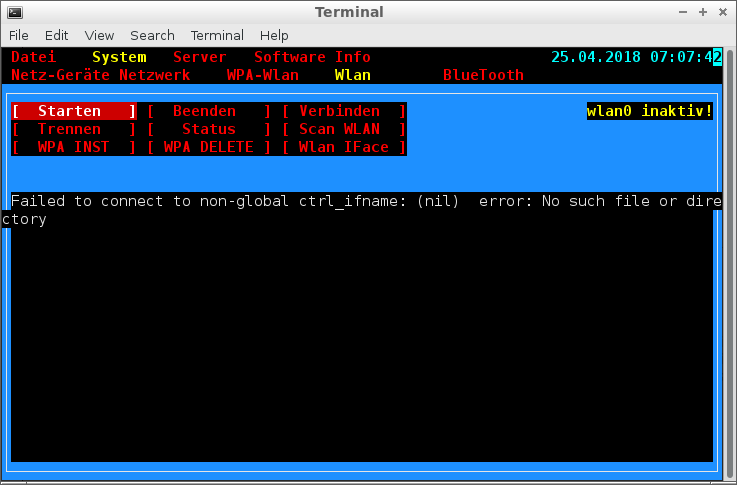 Terminal
File Edit View Search Terminal Help
Datei System Server Software Info 25.04.2018 07:07:42
Netz-Geräte Netzwerk WPA-Wlan Wlan BlueTooth
[ Starten ] [ Beenden ] [ Verbinden ] wlan0 inaktiv!
[ Trennen ] [ Status ] [ Scan WLAN ]
[ WPA INST ] [ WPA DELETE ] [ Wlan IFace ]
Failed to connect to non-global ctrl_ifname: (nil)  error: No such file or dire
ctory